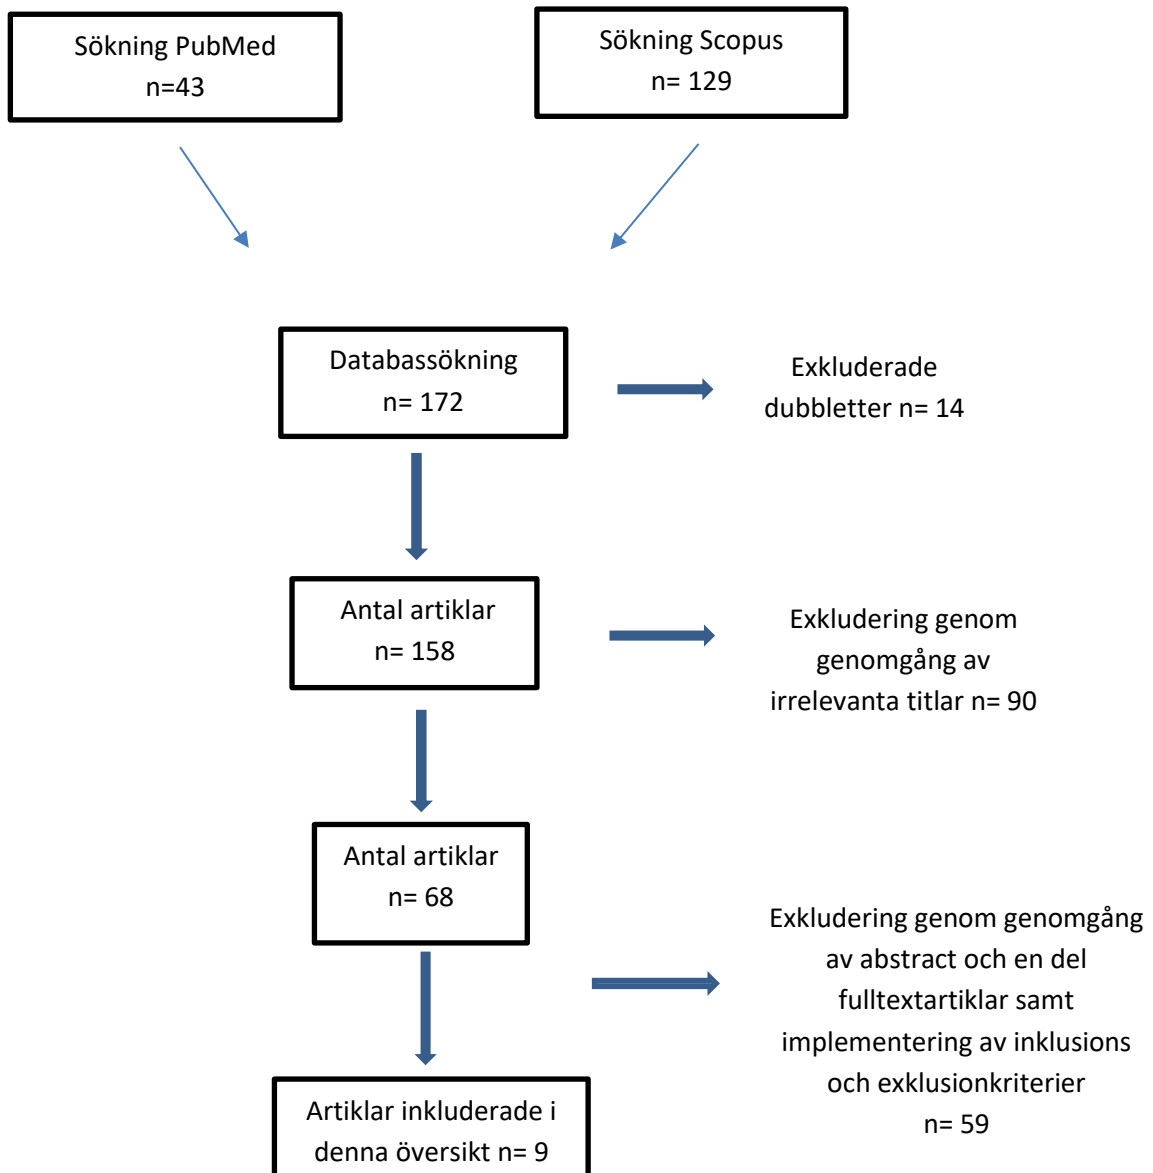 Sökning PubMed
n=43
Sökning Scopus
n= 129
Databassökning
n= 172
Exkluderade
dubbletter n= 14
Antal artiklar
n= 158
Exkludering genom
genomgång av
irrelevanta titlar n= 90
Antal artiklar
n= 68
Exkludering genom genomgång
av abstract och en del
fulltextartiklar samt
implementering av inklusions
och exklusionkriterier
n= 59
Artiklar inkluderade i
denna översikt n= 9